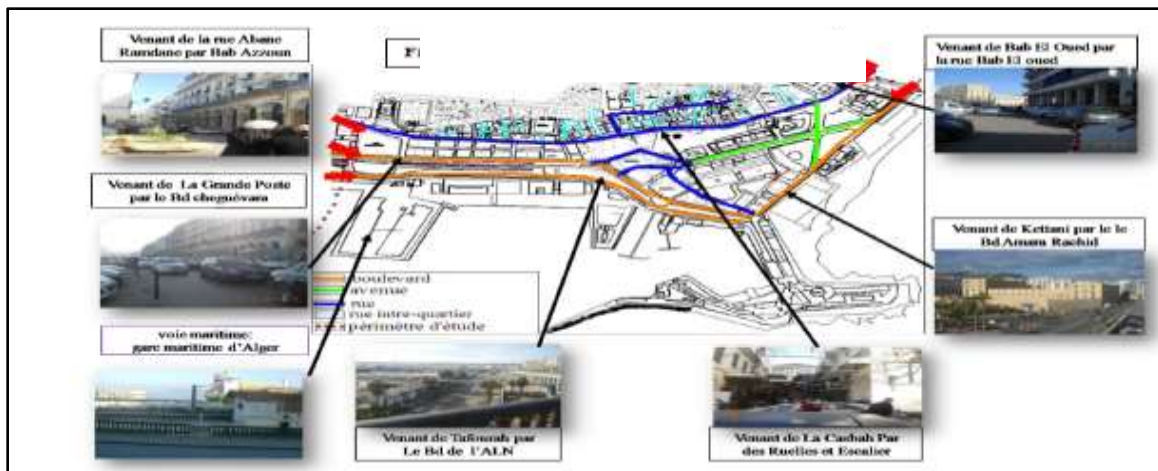 Venant de la rue Abane
Ramdane par Bab Azzoun
Venant de Bab El Oued par
la rue Bab El oued
Venant de La Grande Poste
par le Bd cheguévara
Venant de Kettani par le le
Bd Amara Rachid
boulevard
avenue
rue
rue intre-quartier
périmètre d'étude
voie maritime:
gare maritime d'Alger
Venant de Tafourah par
Le Bd de l'ALN
Venant de La Casbah Par
des Ruelles et Escalier